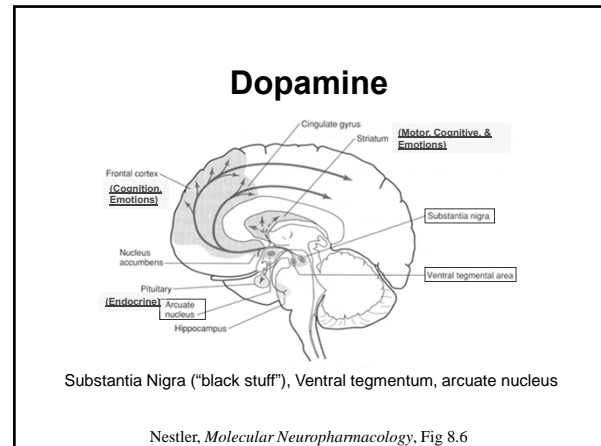 Dopamine
Cingulate gyrus
Striatum
(Motor, Cognitive, &
Emotions)
Frontal cortex
(Cognition,
Emotions)
Substantia nigra
Nucleus
accumbens
Ventral tegmental area
Pituitary
(Endocrine)
Arcuate
nucleus
Hippocampus
Substantia Nigra (“black stuff”), Ventral tegmentum, arcuate nucleus
Nestler, Molecular Neuropharmacology, Fig 8.6